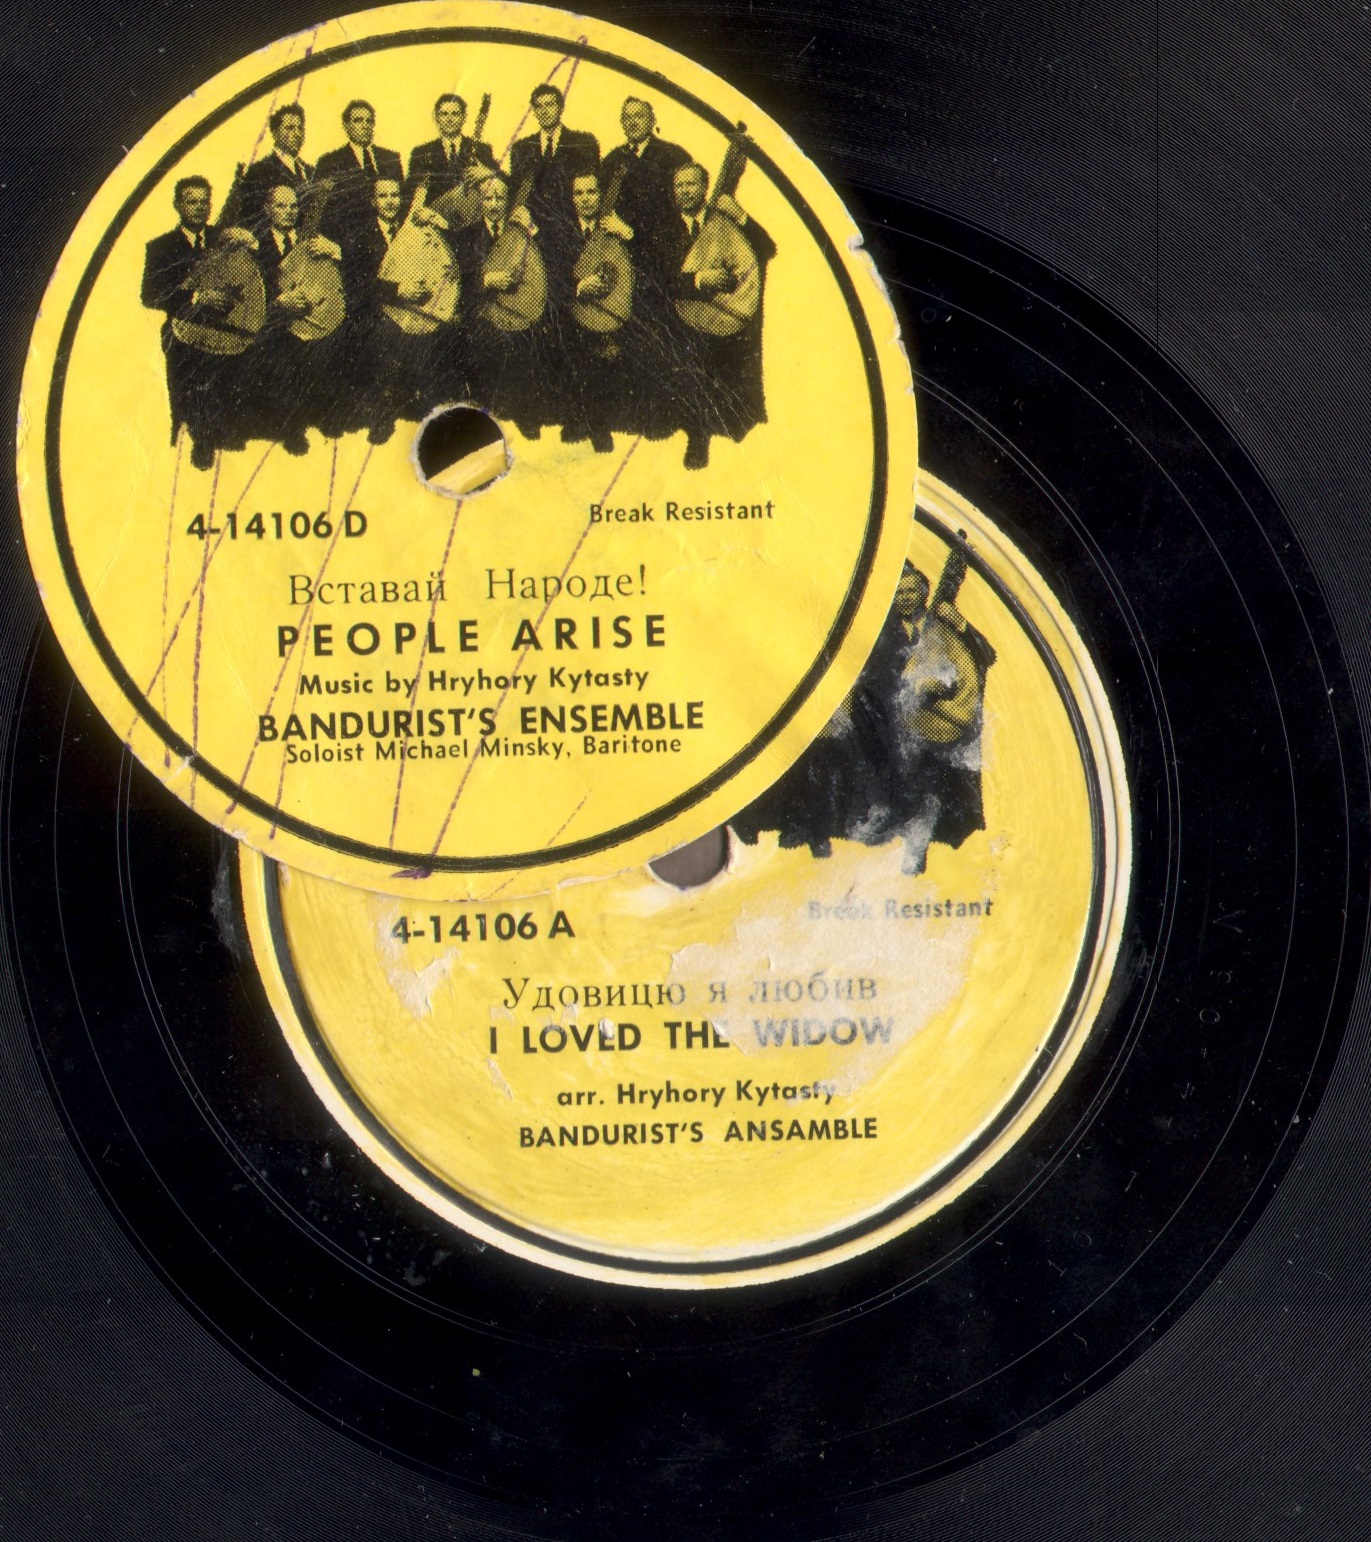 4-14106 D
Break Resistant
Вставай Народе!
PEOPLE ARISE
Music by Hryhory Kytasty
BANDURIST'S ENSEMBLE
Soloist Michael Minsky, Baritone
4-14106 A
Break Resistant
Удовицю я любив
I LOVED THE WIDOW
arr. Hryhory Kytasty
BANDURIST'S ANSAMBLE